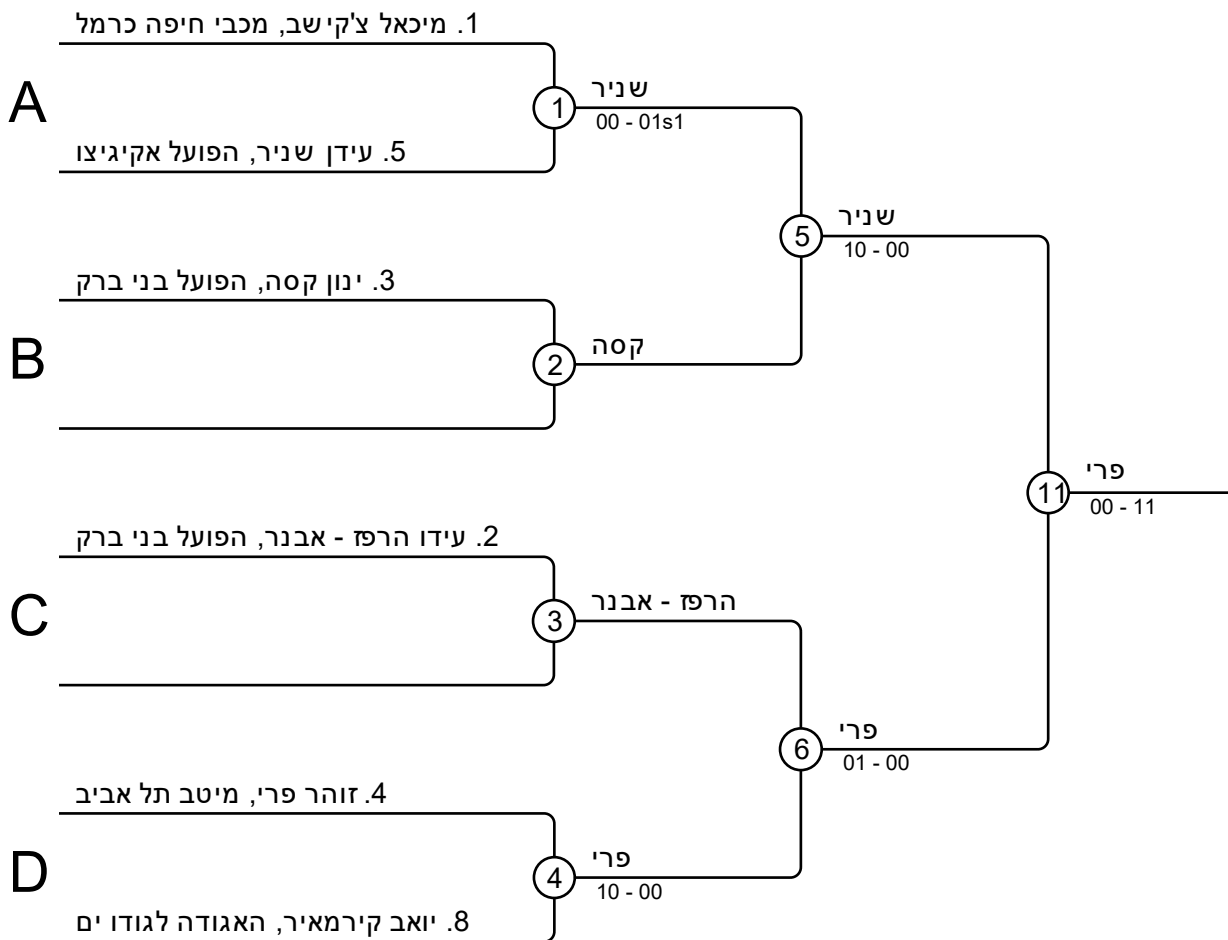 1. מיכאל צ'קישב, מכבי חיפה כרמל
A
1
שניר
00 - 01s1
5. עידן שניר, הפועל אקיגיצו
5
שניר
10 - 00
3. ינון קסה, הפועל בני ברק
B
2
קסה
11
פרי
00 - 11
2. עידו הרפז - אבנר, הפועל בני ברק
C
3
הרפז - אבנר
6
פרי
01 - 00
4. זוהר פרי, מיטב תל אביב
D
4
פרי
10 - 00
8. יואב קירמאיר, האגודה לגודו ים